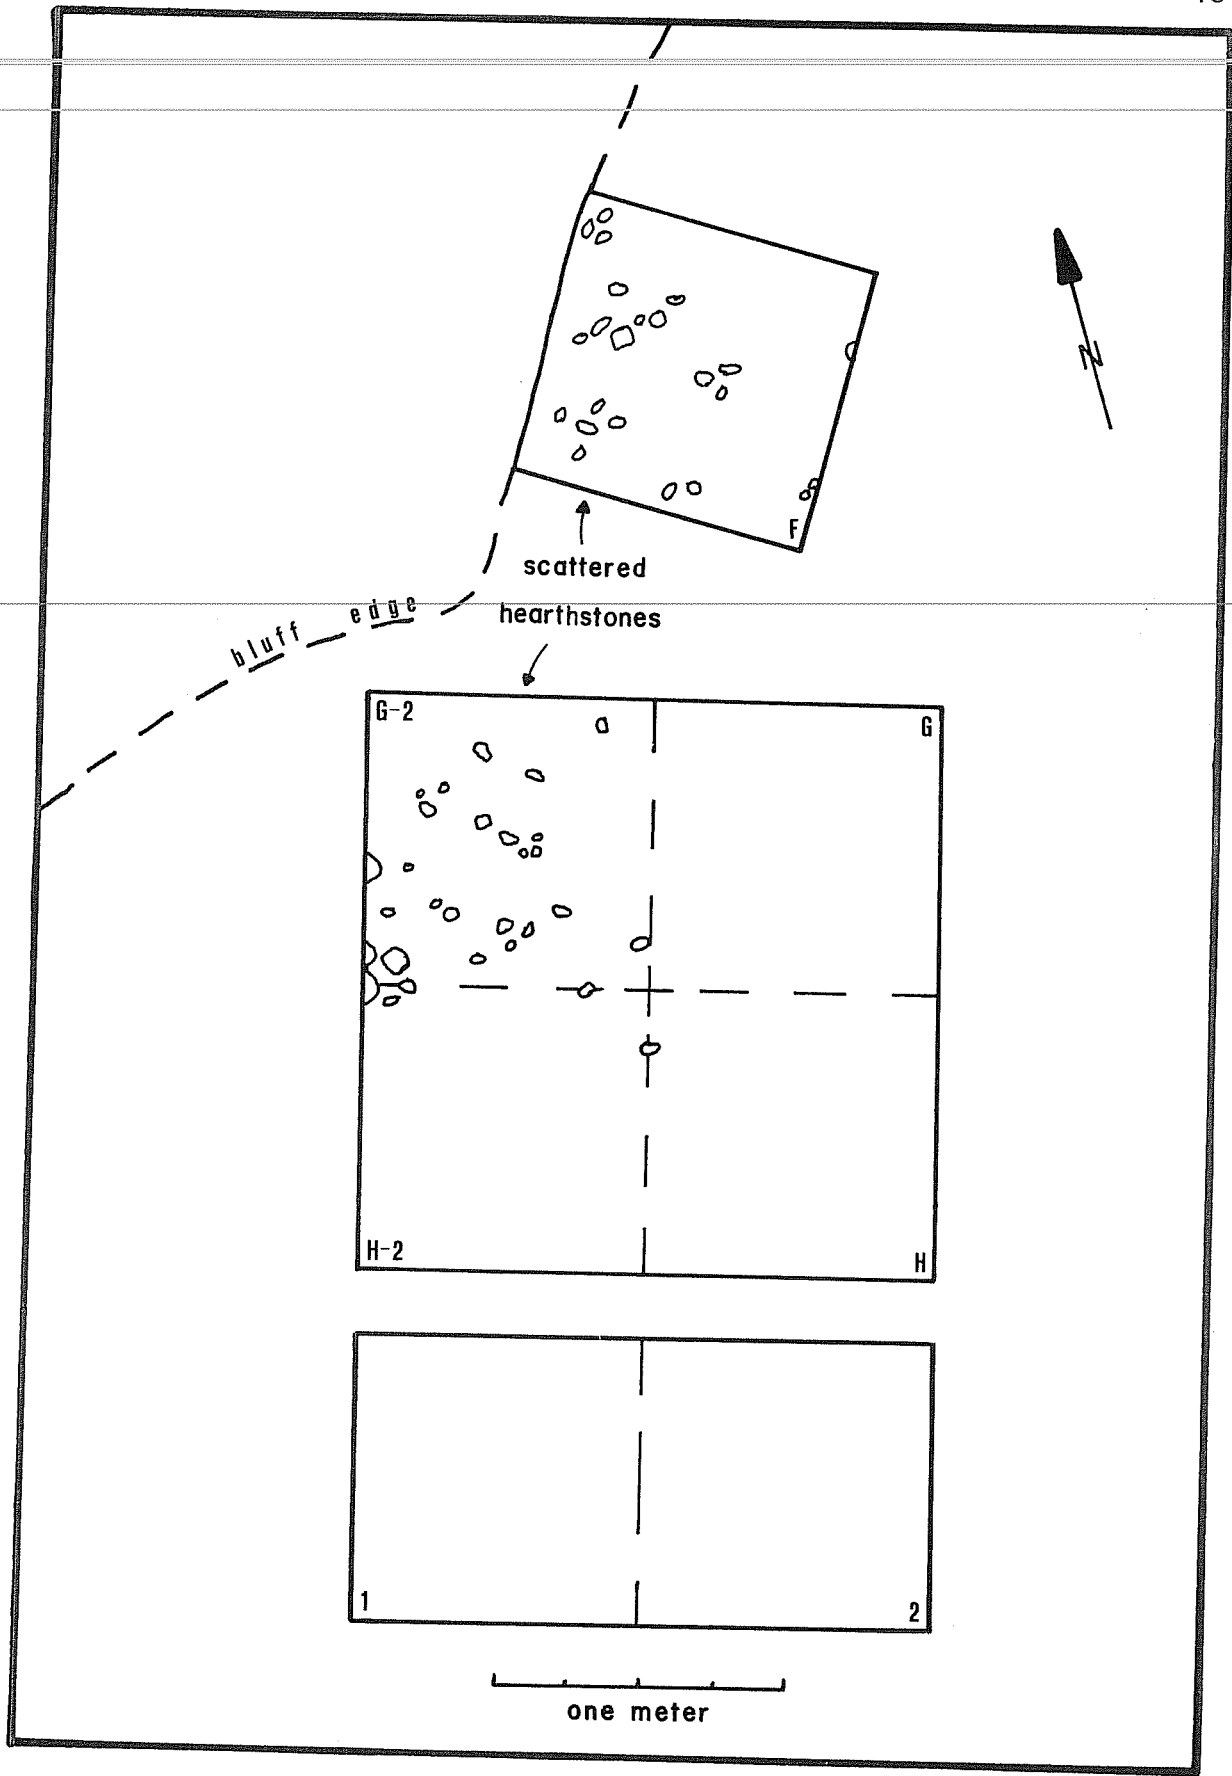 N
F
scattered
hearthstones
bluff edge
G-2
G
H-2
H
1
2
one meter